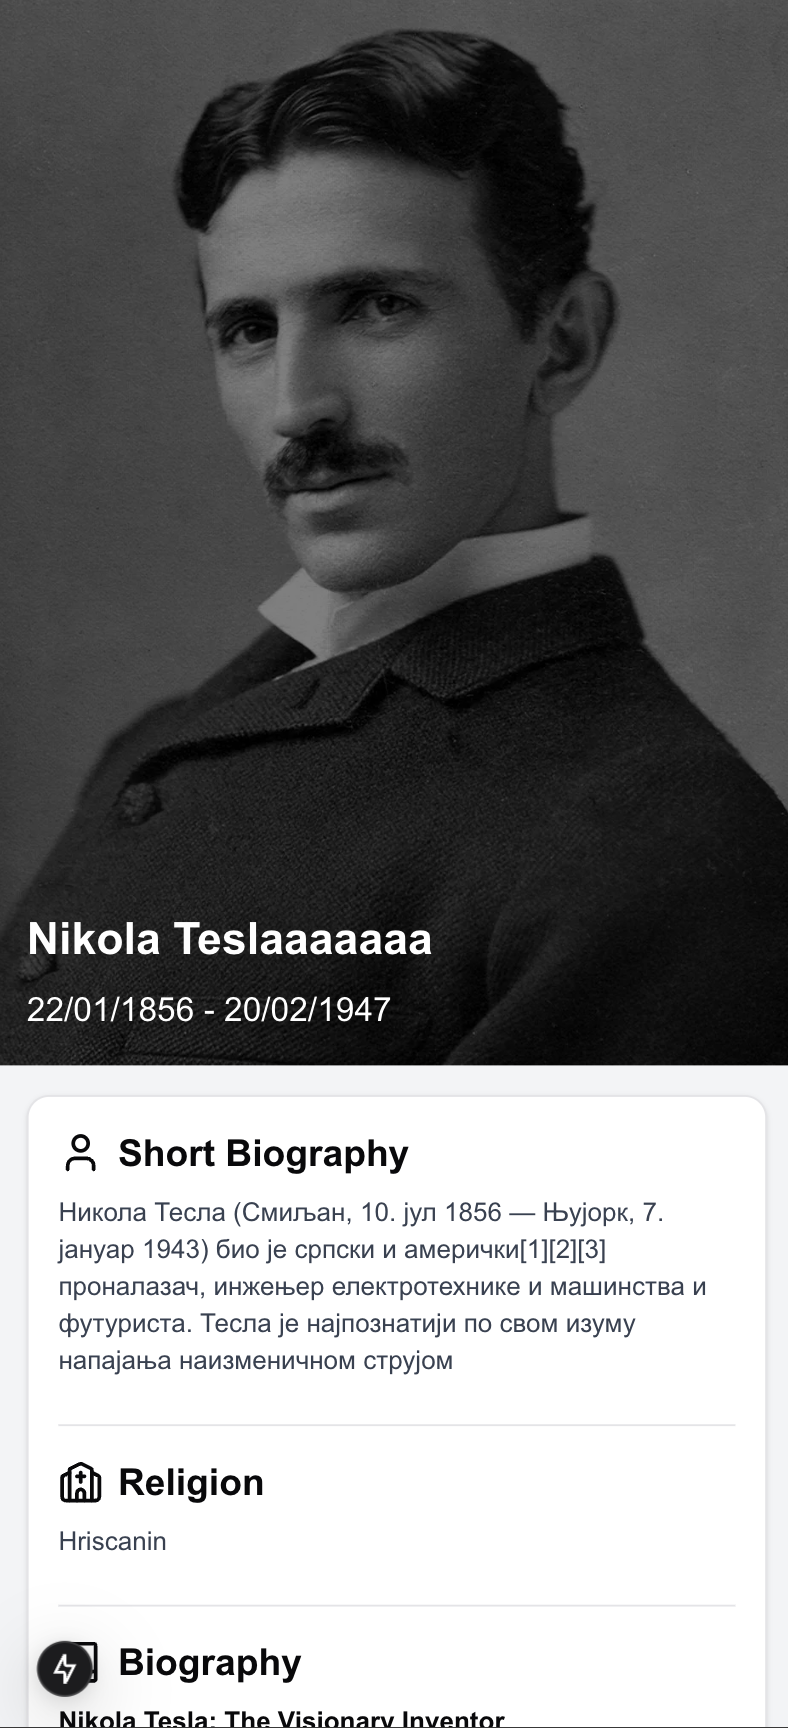 Nikola Teslaaaaaaa
22/01/1856 - 20/02/1947
Short Biography
Никола Тесла (Смиљан, 10. јул 1856 — Њујорк, 7.
јануар 1943) био је српски и амерички[1][2][3]
проналазач, инжењер електротехнике и машинства и
футуриста. Тесла је најпознатији по свом изуму
напајања наизменичном струјом
Religion
Hriscanin
Biography
Nikola Tesla: The Visionary Inventor